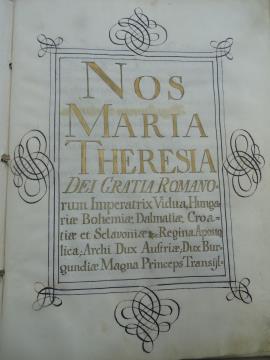 NOS
MARIA
THERESIA
DEI GRATIA ROMANO-
rum Imperatrix Vidua, Hunga-
riæ Bohemiæ, Dalmatiæ, Croa-
tiæ et Sclavoniæ Regina Aposto
lica; Archi Dux Austriæ, Dux Bur-
gundiæ Magna Princeps Transÿl-